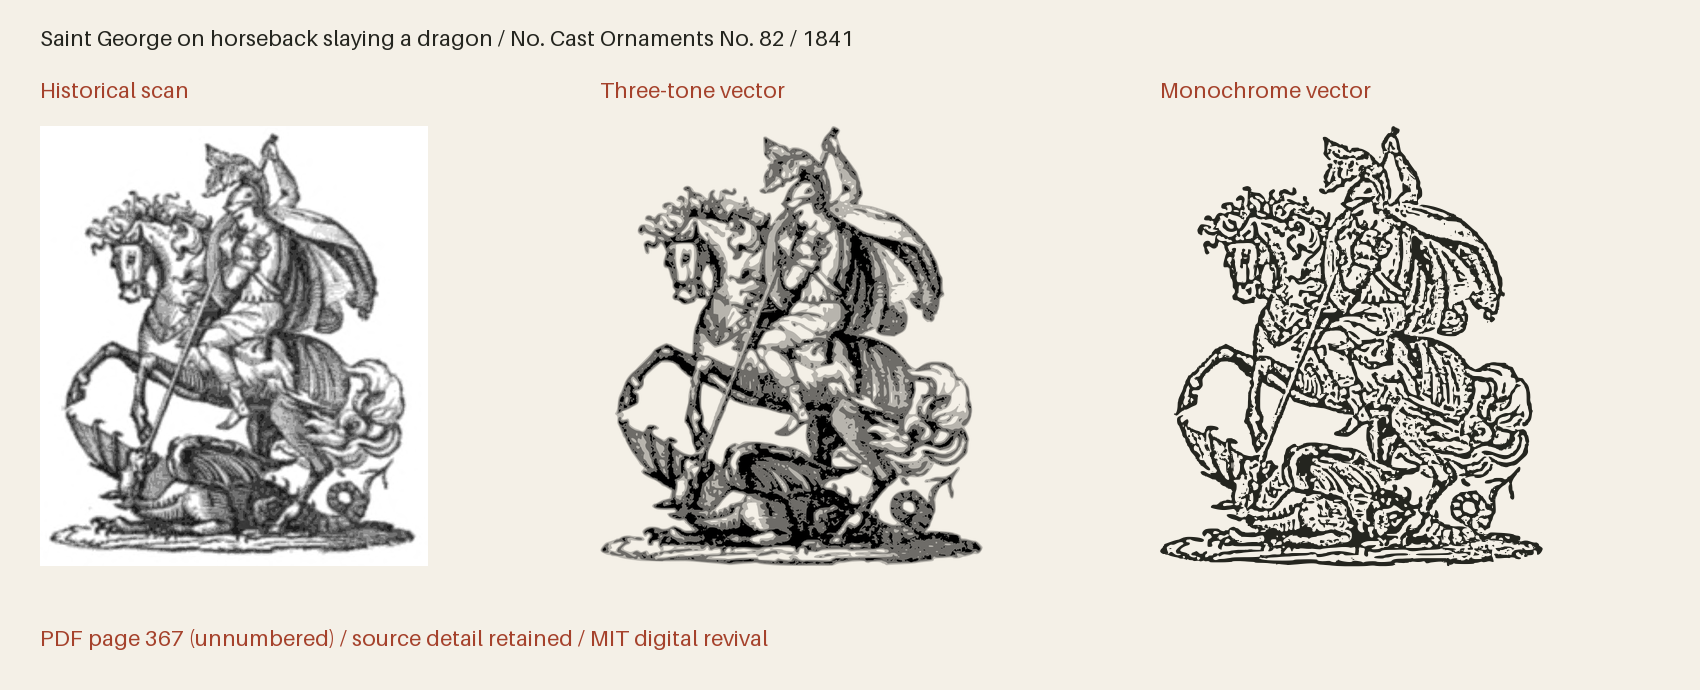 Saint George on horseback slaying a dragon / No. Cast Ornaments No. 82 / 1841
Historical scan
Three-tone vector
Monochrome vector
PDF page 367 (unnumbered) / source detail retained / MIT digital revival